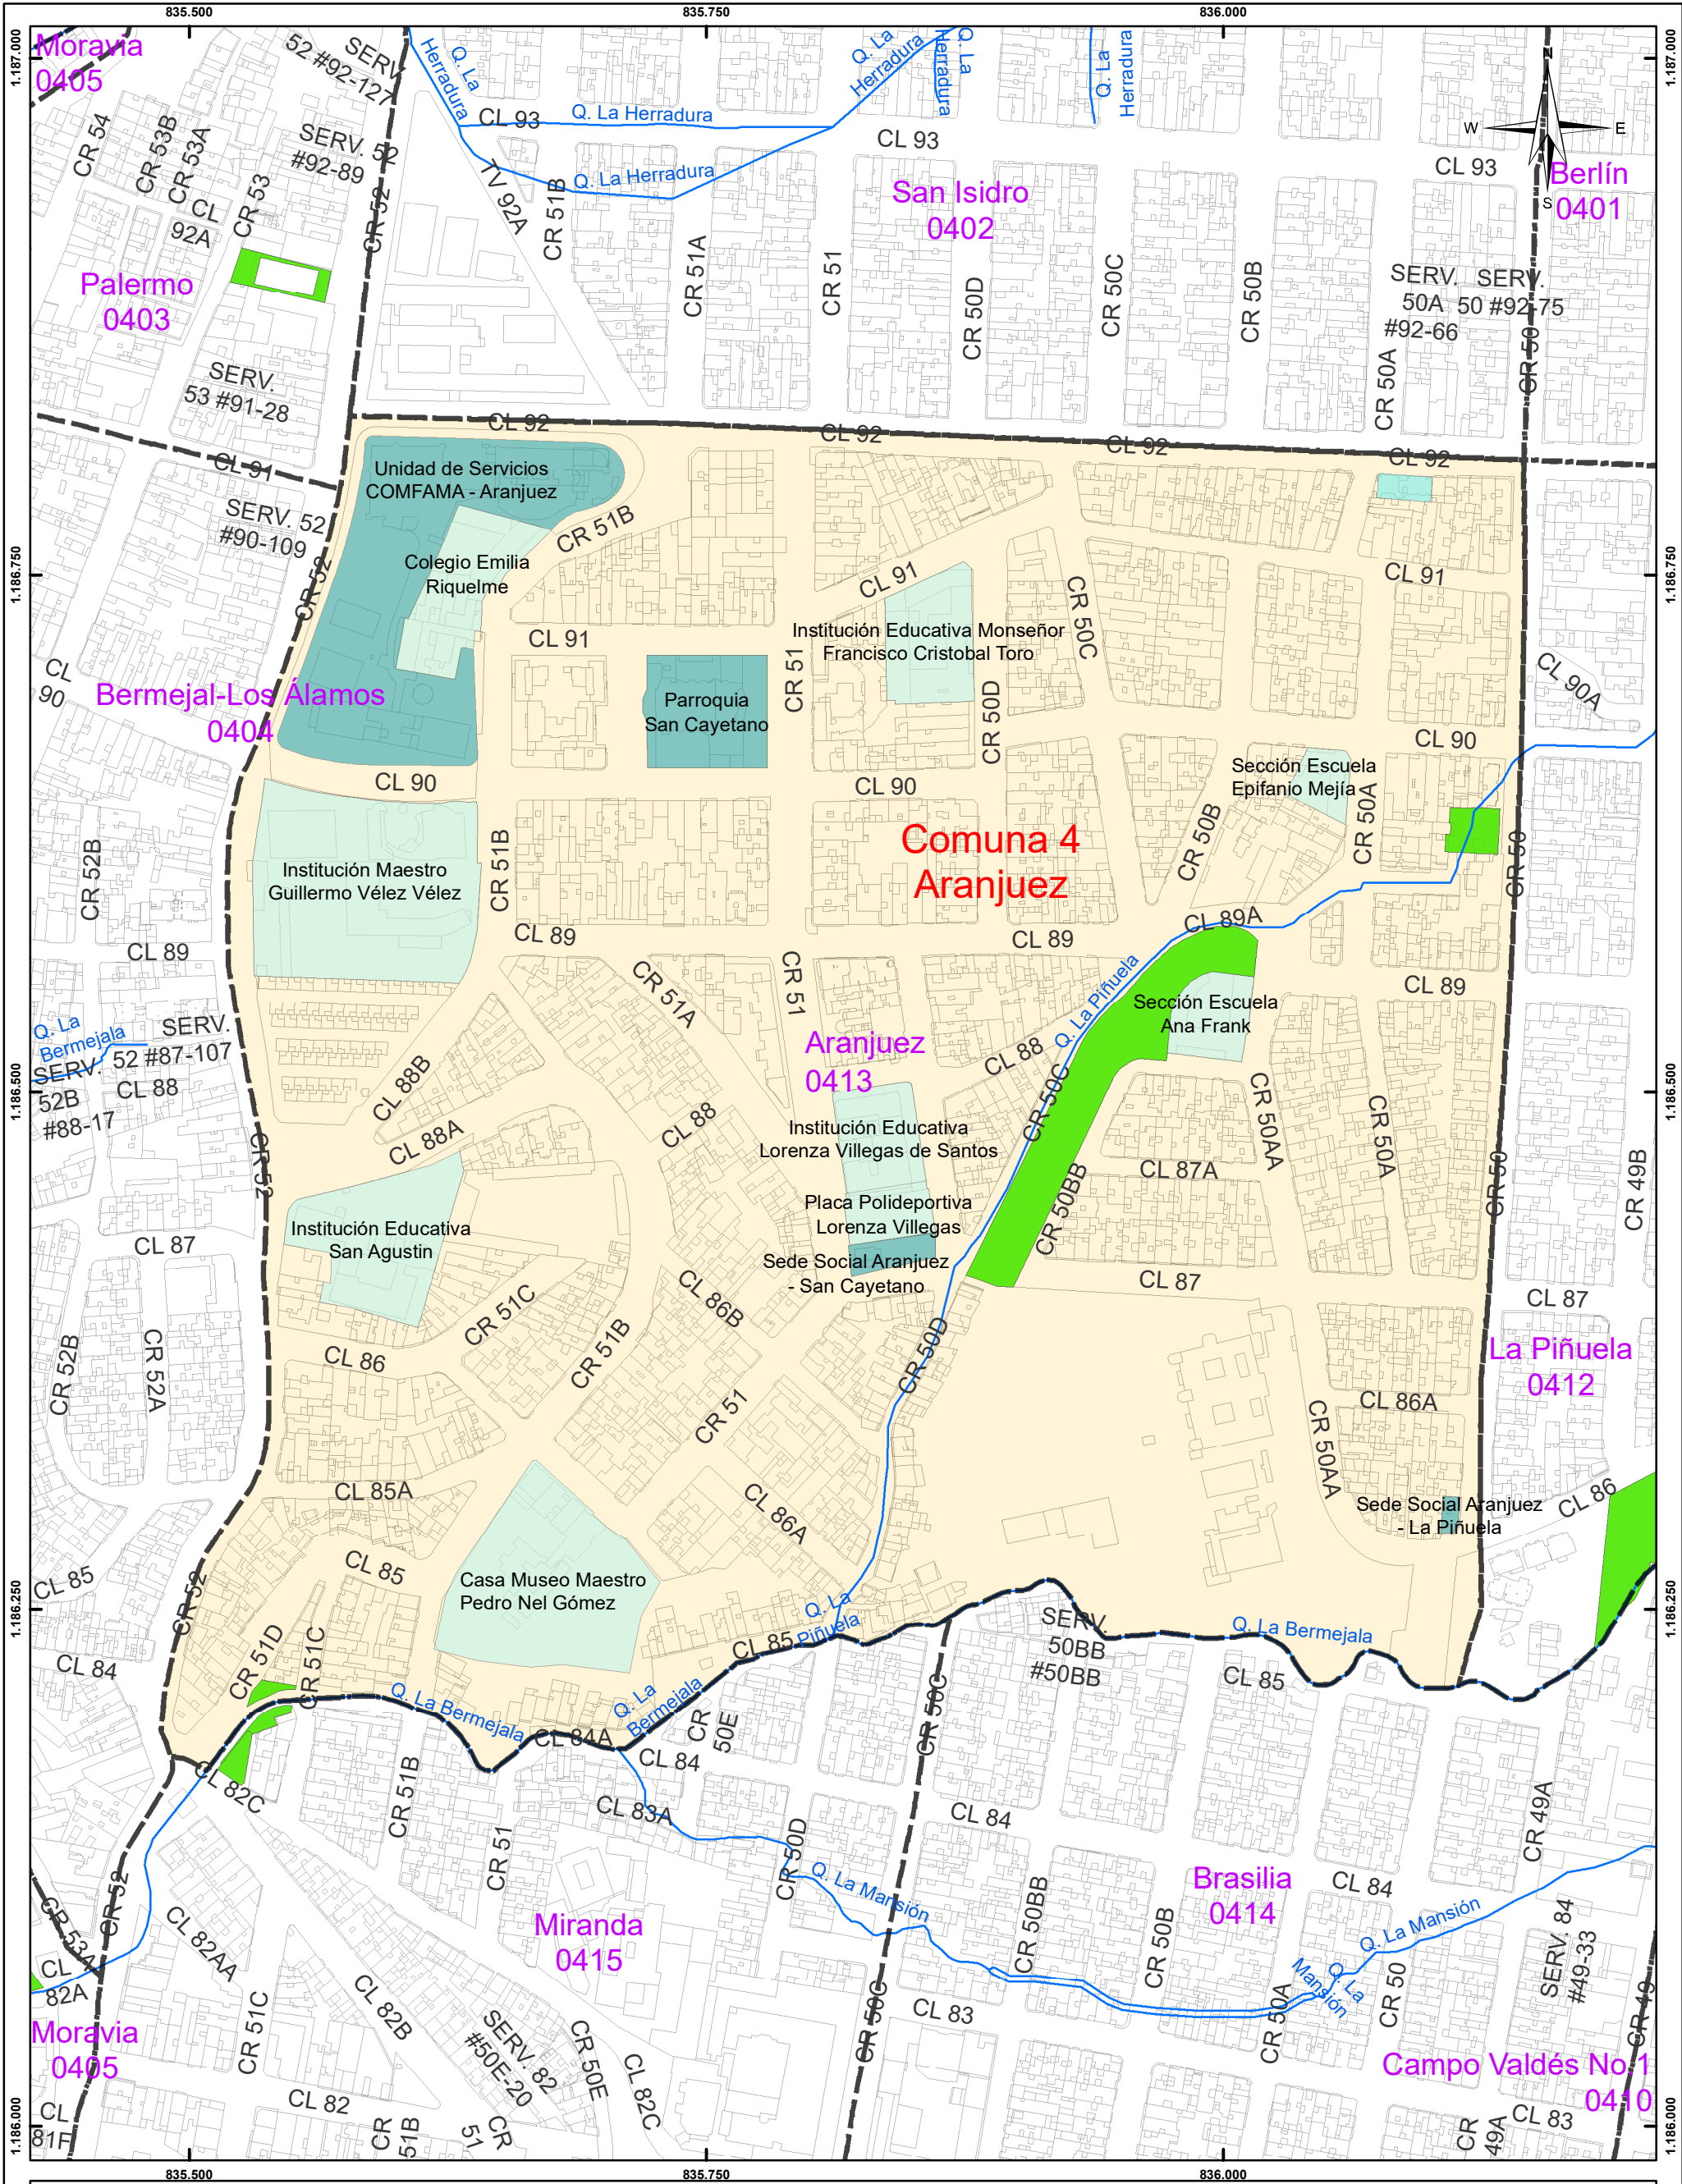 835.500
835.750
836.000
1.187.000
1.187.000
Moravia
0405
SERV.
52 #92-127
Q. La
Herradura
Q. La
Herradura
Q. La
Herradura
Q. La
Herradura
N
W
E
S
CR 54
CR 53B
CR 53A
CR 53
CL
92A
SERV. 52
#92-89
CR 52
CL 93
Q. La Herradura
CL 93
CL 93
Q. La Herradura
TV 92A
CR 51B
San Isidro
0402
Berlín
0401
Palermo
0403
CR 51A
CR 51
CR 50D
CR 50C
CR 50B
SERV.
50A
#92-66
SERV.
50 #92-75
CR 50A
CR 50
SERV.
53 #91-28
CL 92
CL 92
CL 92
CL 92
CL 91
Unidad de Servicios
COMFAMA - Aranjuez
SERV. 52
#90-109
CR 51B
1.186.750
1.186.750
CR 52
Colegio Emilia
Riquelme
CL 91
CL 91
CL 91
CR 50C
Institución Educativa Monseñor
Francisco Cristobal Toro
CR 51
CR 50D
CL
90
Bermejal-Los Álamos
0404
Parroquia
San Cayetano
CL 90A
CL 90
CL 90
CL 90
Sección Escuela
Epifanio Mejía
CR 50A
CR 50B
CR 50
Comuna 4
Aranjuez
CR 52B
Institución Maestro
Guillermo Vélez Vélez
CR 51B
CL 89
CL 89
CL 89
CL 89A
CL 89
CR 51A
CR 51
Q. La Piñuela
Sección Escuela
Ana Frank
Q. La
Bermejala
SERV.
52 #87-107
SERV.
52B
#88-17
CL 88
Aranjuez
0413
CL 88
CR 50C
CL 88B
CL 88A
CL 88
1.186.500
1.186.500
CR 52
Institución Educativa
Lorenza Villegas de Santos
CR 50AA
CR 50A
CL 87A
CR 50BB
CR 50
CR 49B
Placa Polideportiva
Lorenza Villegas
Institución Educativa
San Agustin
CL 87
Sede Social Aranjuez
- San Cayetano
CL 87
CL 87
CL 86B
CR 51C
CR 51B
CR 50D
La Piñuela
0412
CR 52B
CR 52A
CL 86
CR 51
CL 86A
CR 50AA
CL 85A
CL 86A
Sede Social Aranjuez
- La Piñuela
CL 86
CL 85
CL 85
Casa Museo Maestro
Pedro Nel Gómez
1.186.250
1.186.250
CR 52
Q. La
Piñuela
SERV.
50BB
#50BB
Q. La Bermejala
CL 85
CL 85
CL 84
CR 51D
CR 51C
Q. La Bermejala
Q. La
Bermejala
CR
50E
CR 50C
CL 84A
CL 84
CL 82C
CR 51B
CL 83A
CL 84
CR 49A
CR 51
CR 50D
Q. La Mansión
Brasilia
0414
CL 84
Q. La Mansión
CR 52
CR 53A
CL
82A
CL 82AA
Miranda
0415
CR 50BB
CR 50B
Q. La
Mansión
CR 50
SERV. 84
#49-33
CR 49
Moravia
0405
CR 51C
CL 82B
SERV. 82
#50E-20
CR 50E
CR 50C
CL 83
CR 50A
Campo Valdés No.1
0410
CL 82C
CL 82
CL
81F
CR
51B
CR
51
CR
49A
CL 83
1.186.000
1.186.000
835.500
835.750
836.000